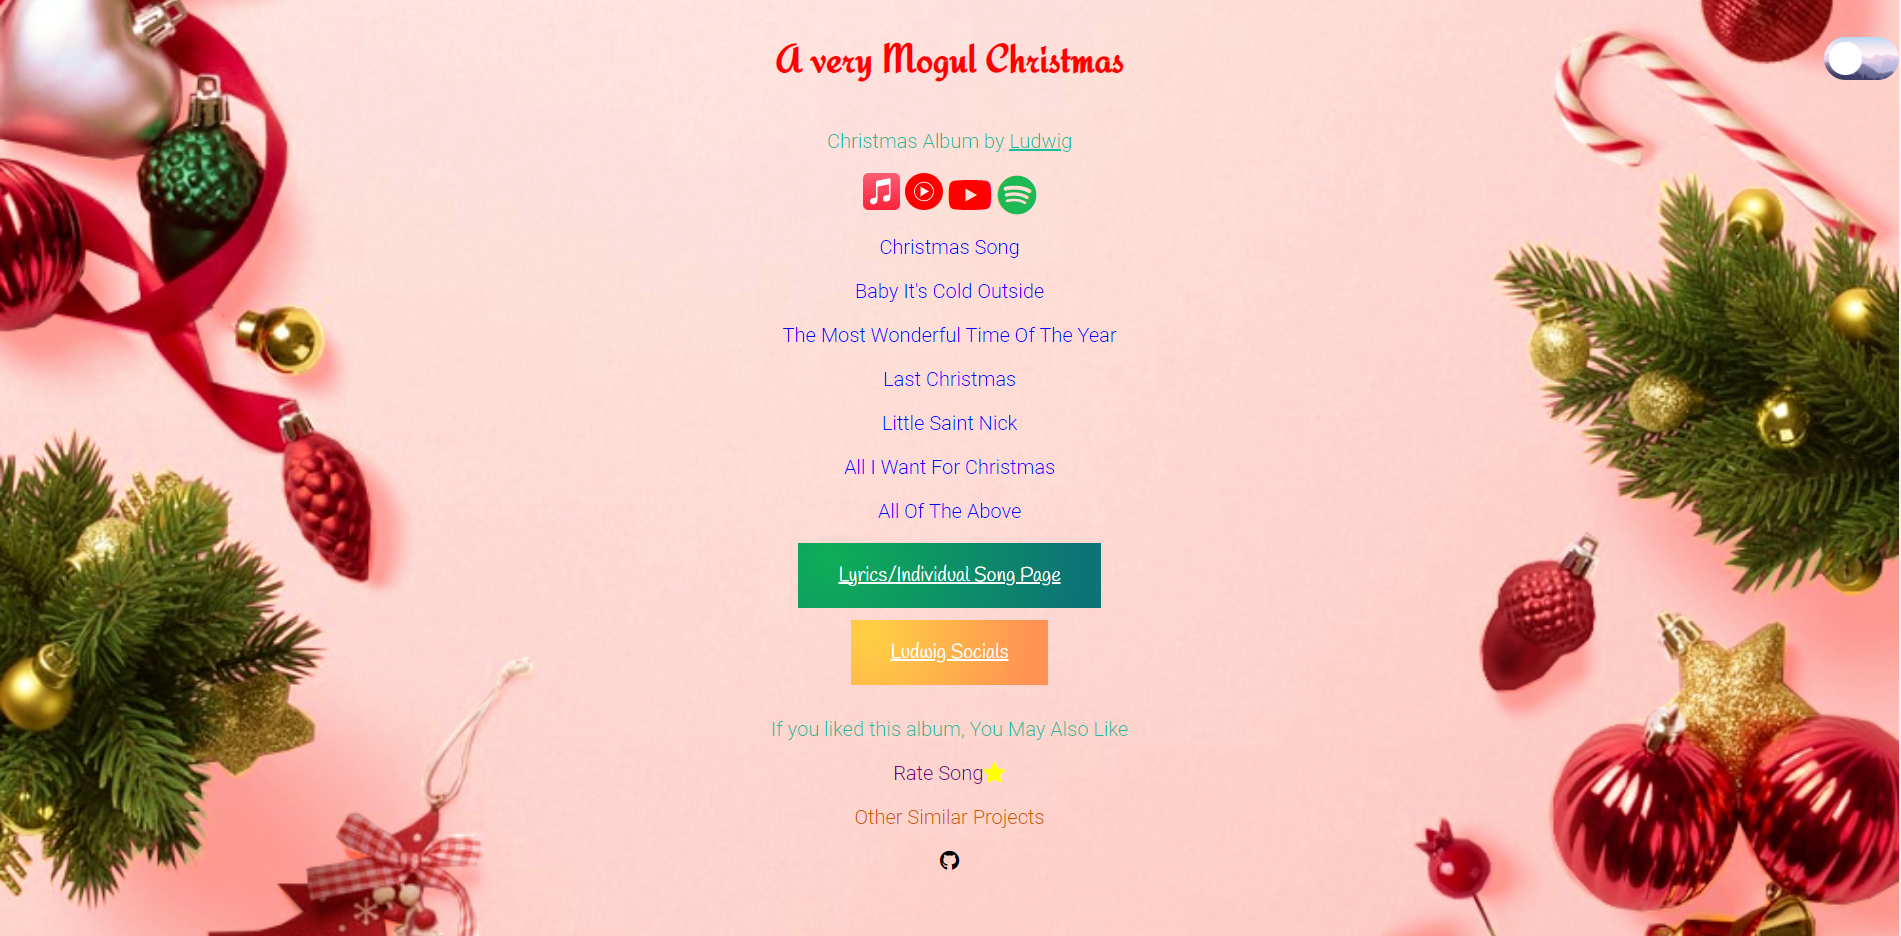 A very Mogul Christmas
Christmas Album by Ludwig
Christmas Song
Baby It's Cold Outside
The Most Wonderful Time Of The Year
Last Christmas
Little Saint Nick
All I Want For Christmas
All Of The Above
Lyrics/Individual Song Page
Ludwig Socials
If you liked this album, You May Also Like
Rate Song
Other Similar Projects